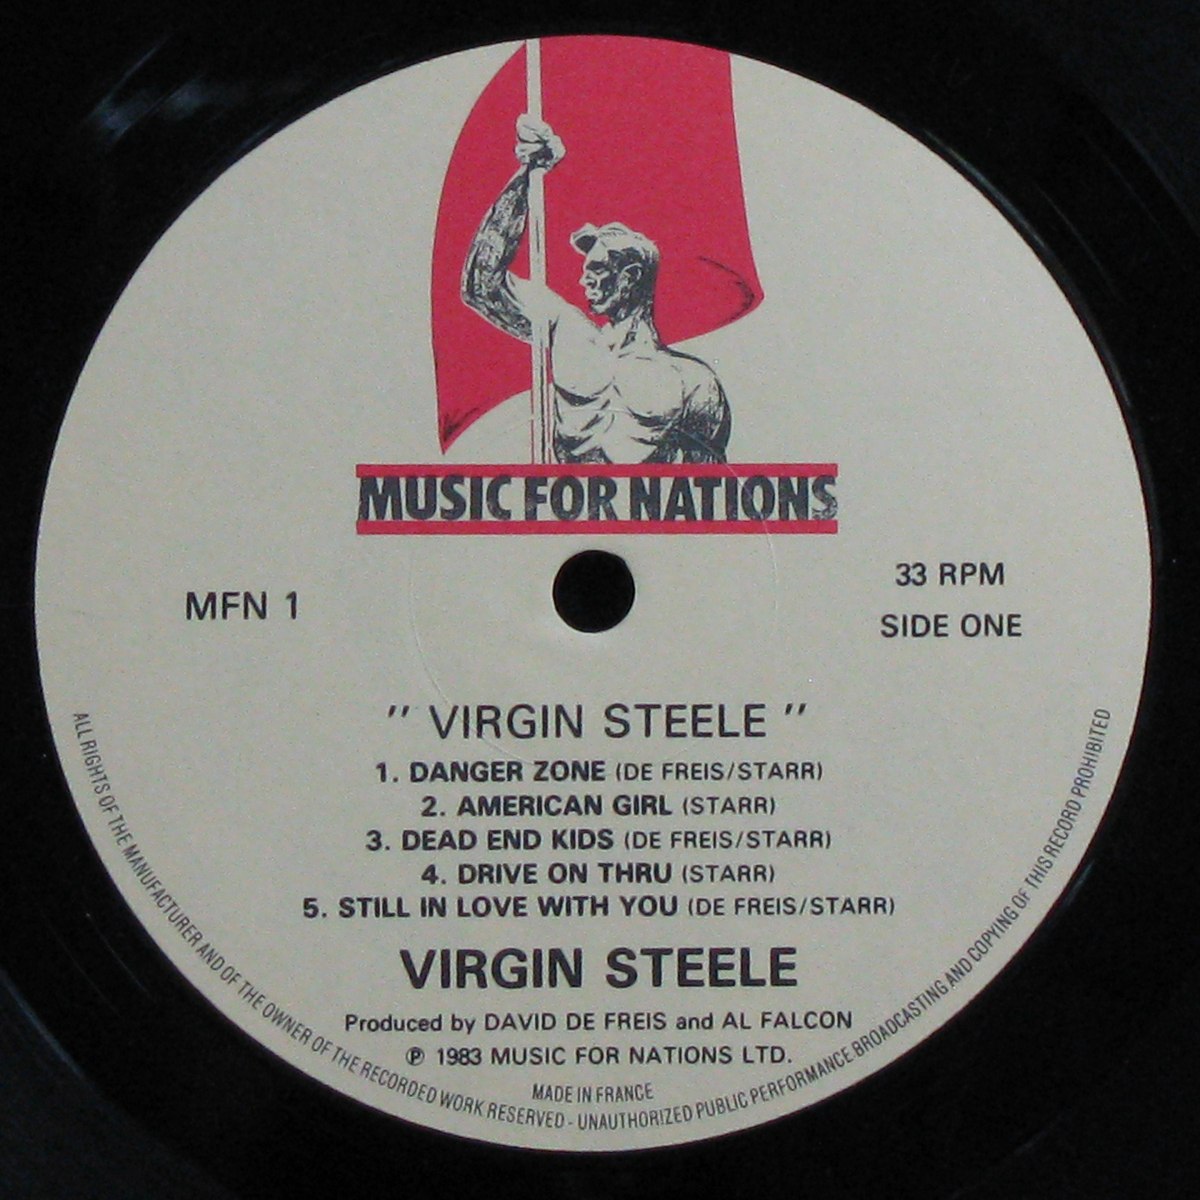 MUSIC FOR NATIONS
MFN 1
33 RPM
SIDE ONE
" VIRGIN STEELE "
1. DANGER ZONE (DE FREIS/STARR)
2. AMERICAN GIRL (STARR)
3. DEAD END KIDS (DE FREIS/STARR)
4. DRIVE ON THRU (STARR)
5. STILL IN LOVE WITH YOU (DE FREIS/STARR)
VIRGIN STEELE
Produced by DAVID DE FREIS and AL FALCON
℗ 1983 MUSIC FOR NATIONS LTD.
MADE IN FRANCE
ALL RIGHTS OF THE MANUFACTURER AND OF THE OWNER OF THE RECORDED WORK RESERVED - UNAUTHORIZED PUBLIC PERFORMANCE BROADCASTING AND COPYING OF THIS RECORD PROHIBITED